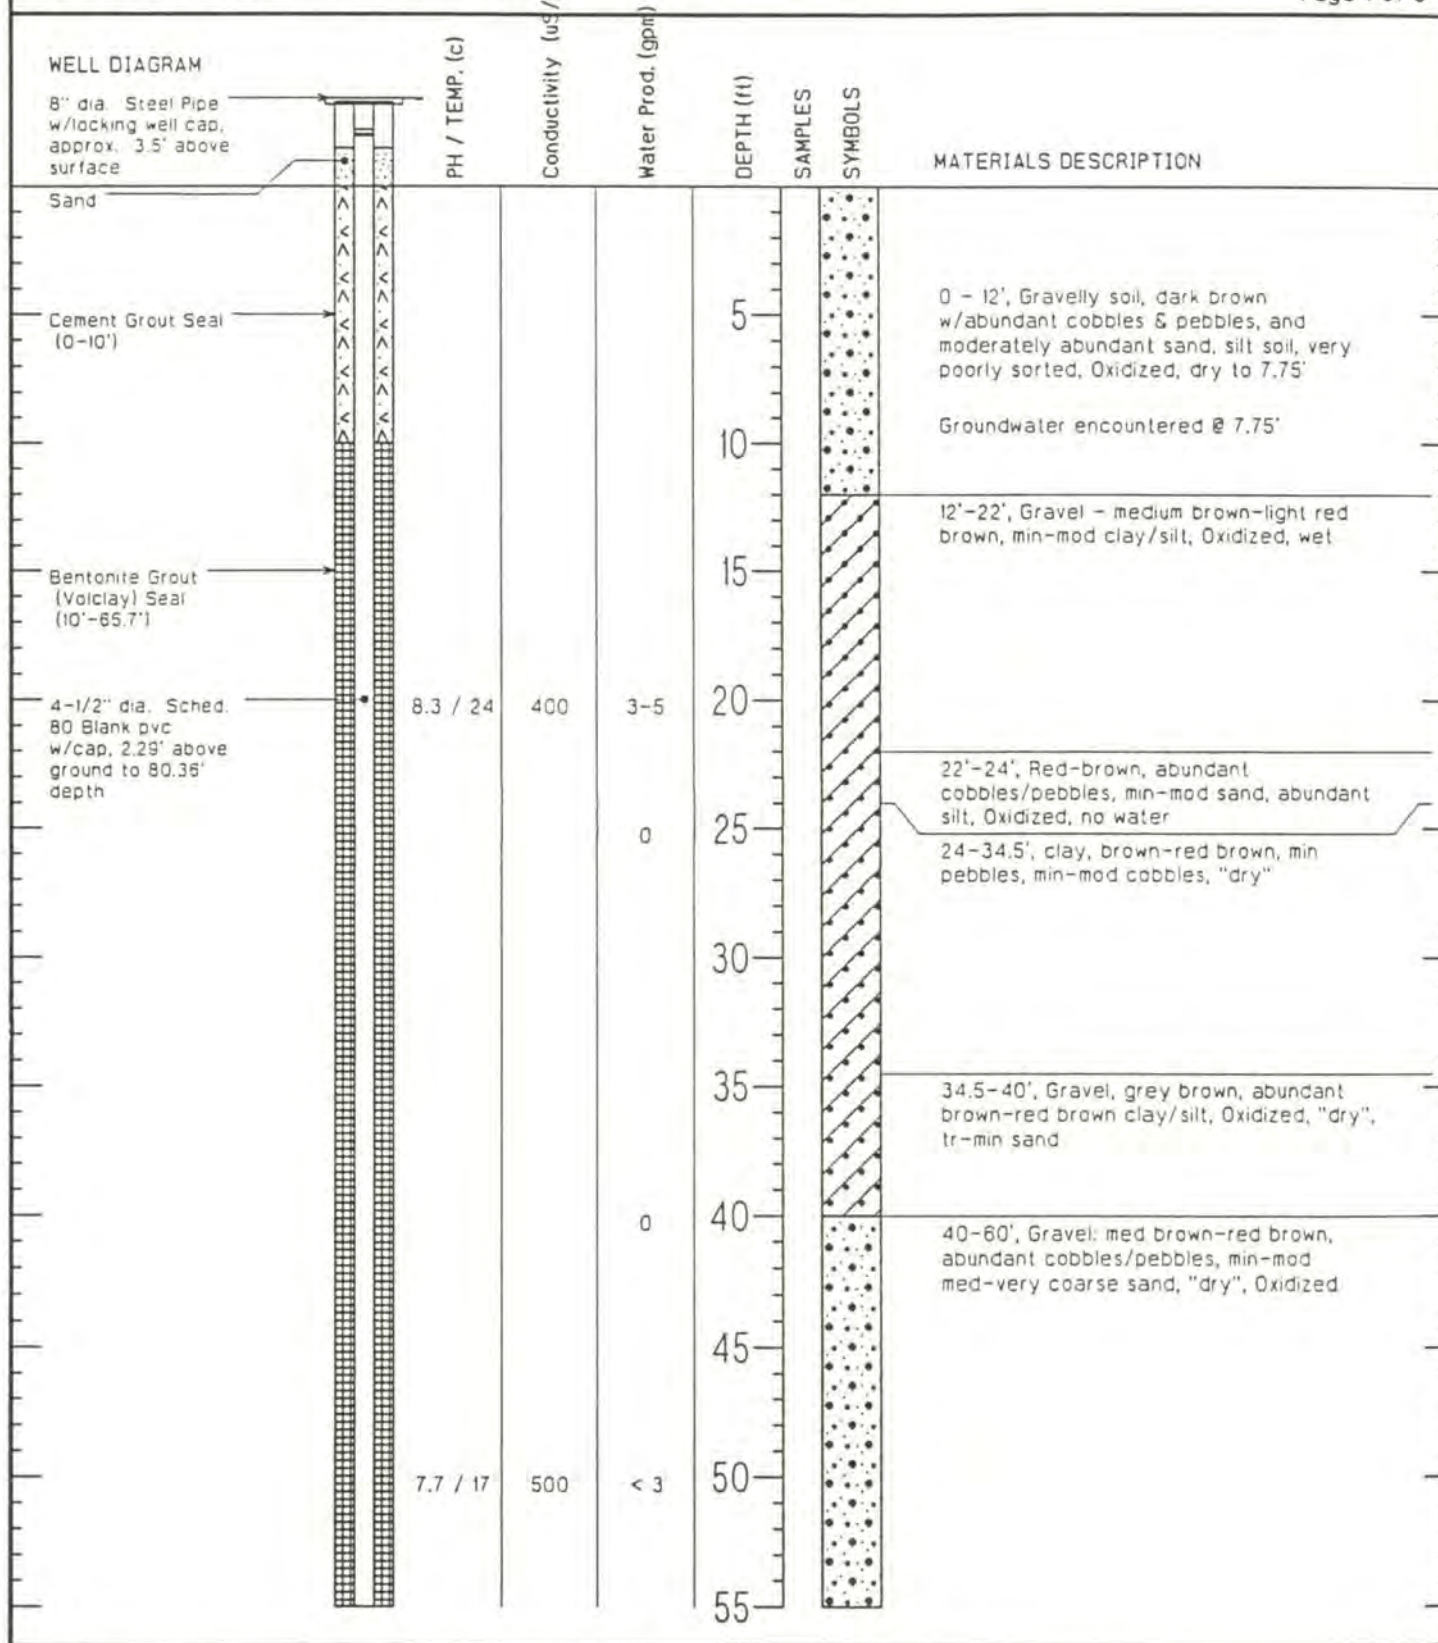 WELL DIAGRAM
8" dia. Steel Pipe
w/locking well cap,
approx. 3.5' above
surface
Sand
Cement Grout Seal
(0-10')
Bentonite Grout
(Volclay) Seal
(10'-65.7')
4-1/2" dia. Sched.
80 Blank pvc
w/cap, 2.29' above
ground to 80.36'
depth
PH / TEMP. (c)
Conductivity (uS/
Water Prod. (gpm)
DEPTH (ft)
SAMPLES
SYMBOLS
MATERIALS DESCRIPTION
5
0 - 12', Gravelly soil, dark brown
w/abundant cobbles & pebbles, and
moderately abundant sand, silt soil, very
poorly sorted, Oxidized, dry to 7.75'
Groundwater encountered @ 7.75'
10
12'-22', Gravel - medium brown-light red
brown, min-mod clay/silt, Oxidized, wet
15
8.3 / 24 400 3-5 20
22'-24', Red-brown, abundant
cobbles/pebbles, min-mod sand, abundant
silt, Oxidized, no water
0 25
24-34.5', clay, brown-red brown, min
pebbles, min-mod cobbles, "dry"
30
35
34.5-40', Gravel, grey brown, abundant
brown-red brown clay/silt, Oxidized, "dry",
tr-min sand
0 40
40-60', Gravel: med brown-red brown,
abundant cobbles/pebbles, min-mod
med-very coarse sand, "dry", Oxidized
45
7.7 / 17 500 < 3 50
55